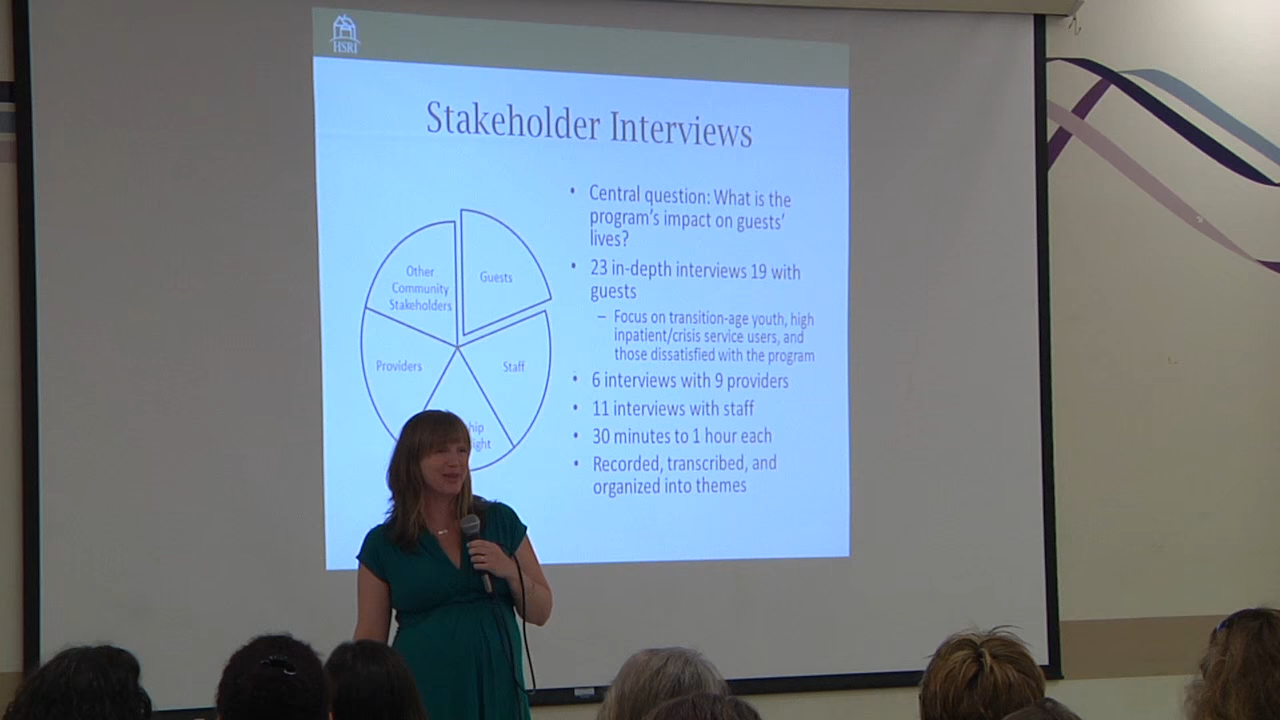 HSRI
Stakeholder Interviews
• Central question: What is the
program's impact on guests'
lives?
• 23 in-depth interviews 19 with
guests
– Focus on transition-age youth, high
inpatient/crisis service users, and
those dissatisfied with the program
• 6 interviews with 9 providers
• 11 interviews with staff
• 30 minutes to 1 hour each
• Recorded, transcribed, and
organized into themes
Other
Community
Stakeholders
Guests
Providers
Staff